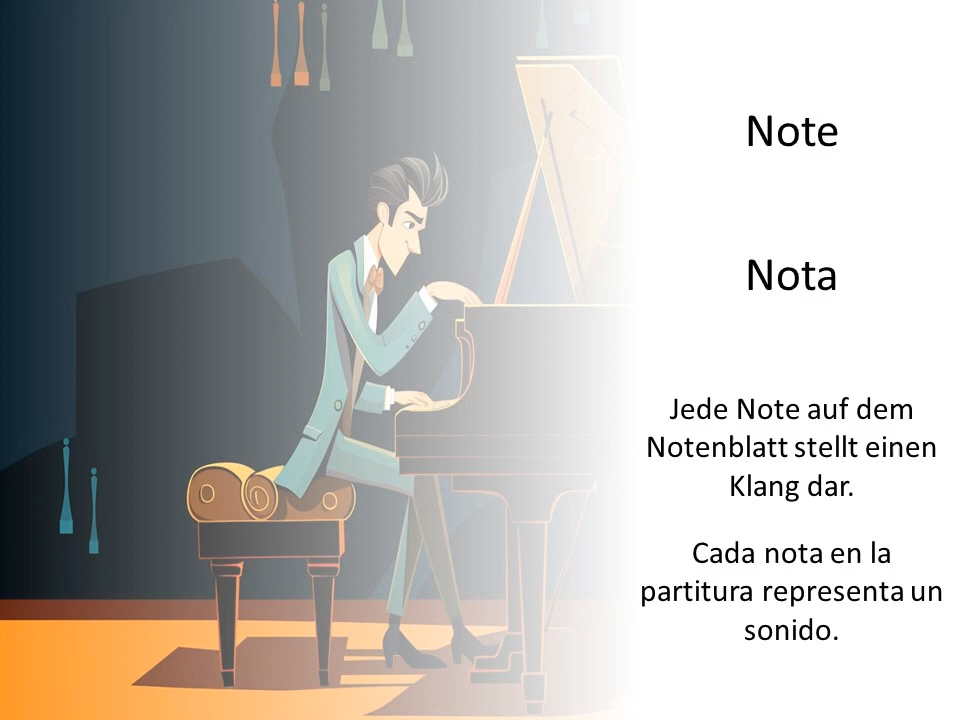 Note
Nota
Jede Note auf dem
Notenblatt stellt einen
Klang dar.
Cada nota en la
partitura representa un
sonido.